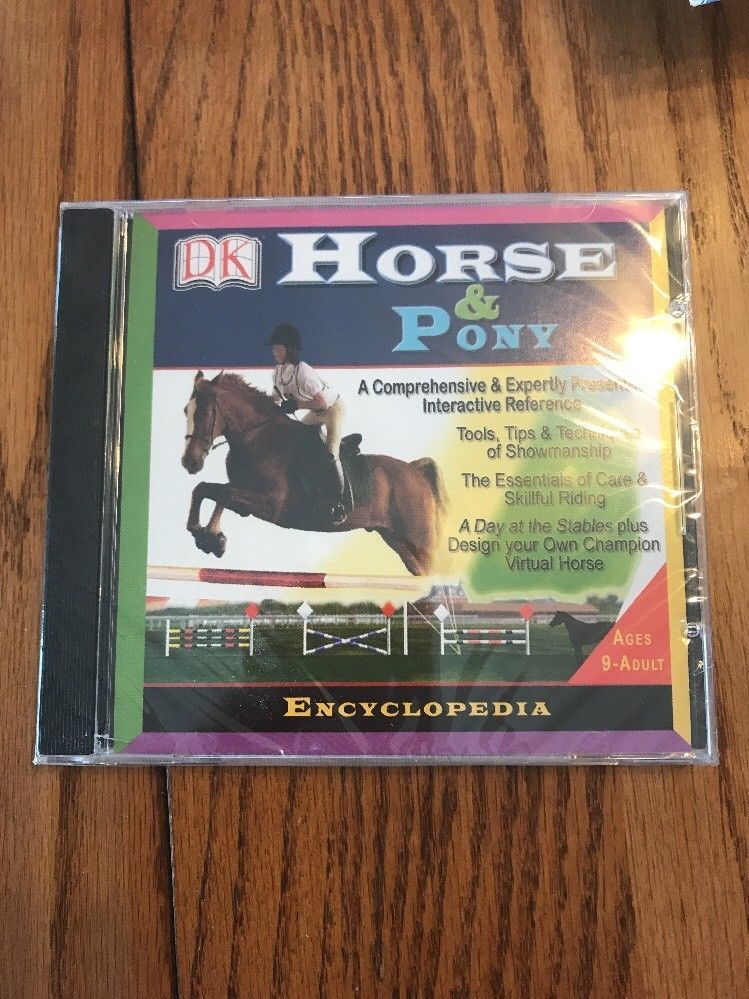 DK HORSE
&
PONY
A Comprehensive & Expertly Presented
Interactive Reference
Tools, Tips & Techniques
of Showmanship
The Essentials of Care &
Skillful Riding
A Day at the Stables plus
Design your Own Champion
Virtual Horse
AGES
9-ADULT
ENCYCLOPEDIA